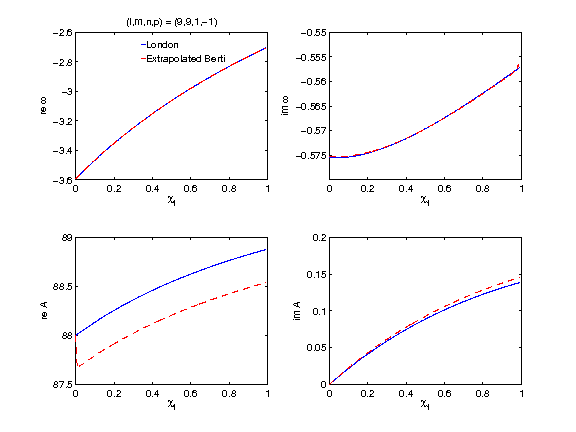 (l,m,n,p) = (9,9,1,−1)
London
Extrapolated Berti
re ω
−2.6
−2.8
−3
−3.2
−3.4
−3.6
0 0.2 0.4 0.6 0.8 1
χf
im ω
−0.55
−0.555
−0.56
−0.565
−0.57
−0.575
0 0.2 0.4 0.6 0.8 1
χf
re A
89
88.5
88
87.5
0 0.2 0.4 0.6 0.8 1
χf
im A
0.2
0.15
0.1
0.05
0
0 0.2 0.4 0.6 0.8 1
χf